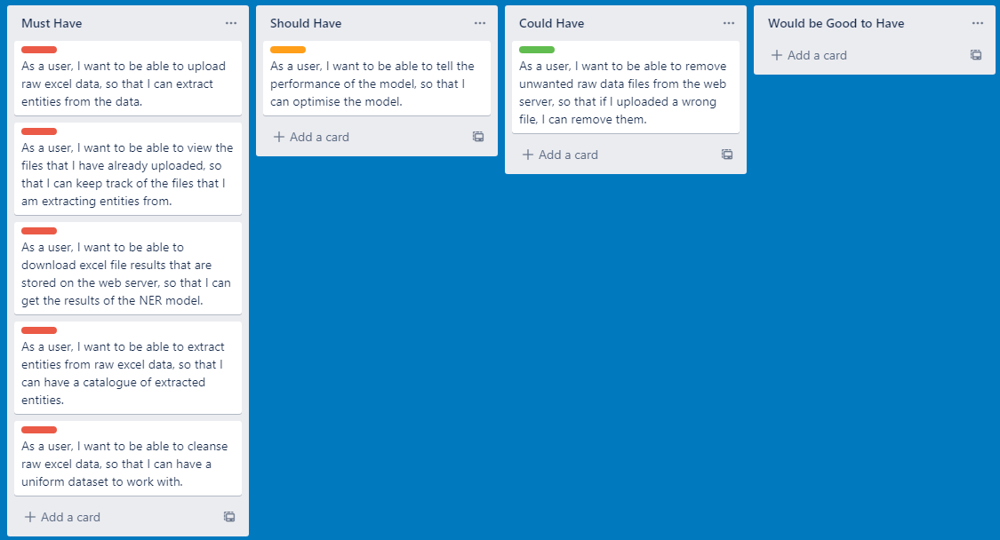 Must Have
As a user, I want to be able to upload
raw excel data, so that I can extract
entities from the data.
As a user, I want to be able to view the
files that I have already uploaded, so
that I can keep track of the files that I
am extracting entities from.
As a user, I want to be able to
download excel file results that are
stored on the web server, so that I can
get the results of the NER model.
As a user, I want to be able to extract
entities from raw excel data, so that I
can have a catalogue of extracted
entities.
As a user, I want to be able to cleanse
raw excel data, so that I can have a
uniform dataset to work with.
+ Add a card
Should Have
As a user, I want to be able to tell the
performance of the model, so that I
can optimise the model.
+ Add a card
Could Have
As a user, I want to be able to remove
unwanted raw data files from the web
server, so that if I uploaded a wrong
file, I can remove them.
+ Add a card
Would be Good to Have
+ Add a card